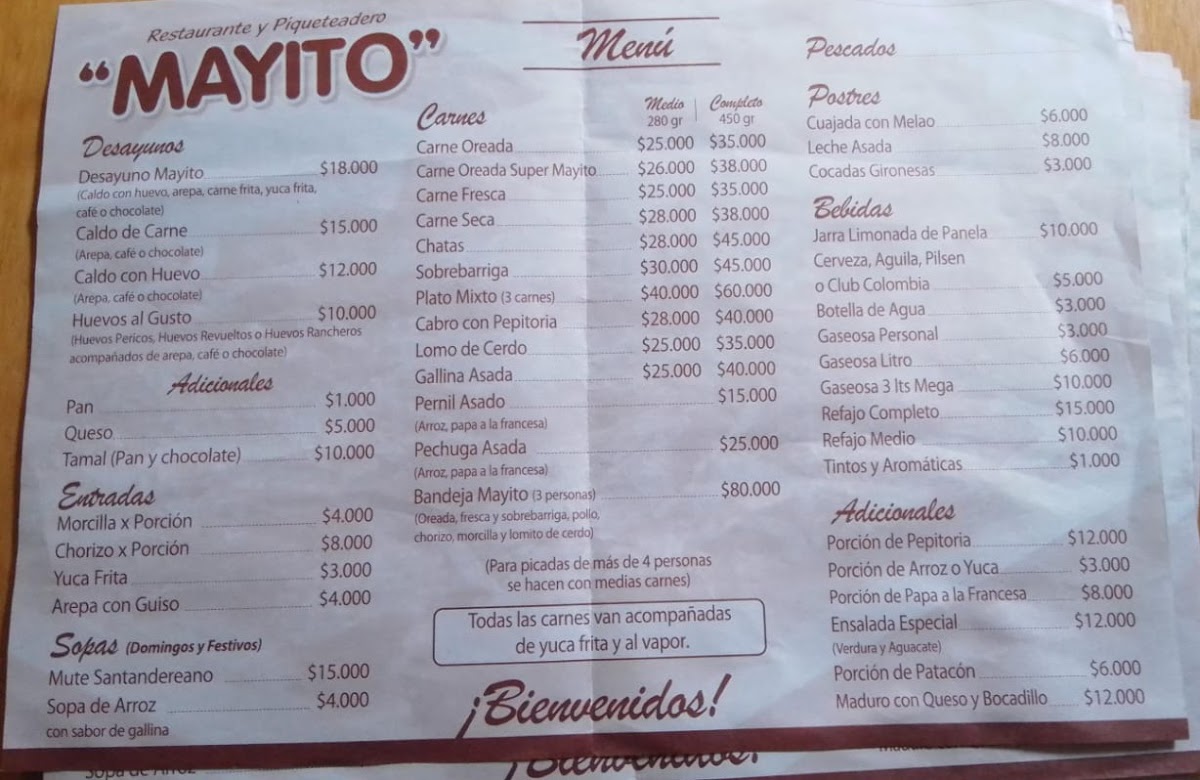 Restaurante y Piqueteadero
“MAYITO”
Desayunos
Desayuno Mayito $18.000
(Caldo con huevo, arepa, carne frita, yuca frita,
café o chocolate)
Caldo de Carne $15.000
(Arepa, café o chocolate)
Caldo con Huevo $12.000
(Arepa, café o chocolate)
Huevos al Gusto $10.000
(Huevos Pericos, Huevos Revueltos o Huevos Rancheros
acompañados de arepa, café o chocolate)
Adicionales
Pan $1.000
Queso $5.000
Tamal (Pan y chocolate) $10.000
Entradas
Morcilla x Porción $4.000
Chorizo x Porción $8.000
Yuca Frita $3.000
Arepa con Guiso $4.000
Sopas (Domingos y Festivos)
Mute Santandereano $15.000
Sopa de Arroz $4.000
con sabor de gallina
Menú
Carnes Medio Completo
280 gr 450 gr
Carne Oreada $25.000 $35.000
Carne Oreada Super Mayito $26.000 $38.000
Carne Fresca $25.000 $35.000
Carne Seca $28.000 $38.000
Chatas $28.000 $45.000
Sobrebarriga $30.000 $45.000
Plato Mixto (3 carnes) $40.000 $60.000
Cabro con Pepitoria $28.000 $40.000
Lomo de Cerdo $25.000 $35.000
Gallina Asada $25.000 $40.000
Pernil Asado $15.000
(Arroz, papa a la francesa)
Pechuga Asada $25.000
(Arroz, papa a la francesa)
Bandeja Mayito (3 personas) $80.000
(Oreada, fresca y sobrebarriga, pollo,
chorizo, morcilla y lomito de cerdo)
(Para picadas de más de 4 personas
se hacen con medias carnes)
Todas las carnes van acompañadas
de yuca frita y al vapor.
¡Bienvenidos!
Pescados
Postres
Cuajada con Melao $6.000
Leche Asada $8.000
Cocadas Gironesas $3.000
Bebidas
Jarra Limonada de Panela $10.000
Cerveza, Aguila, Pilsen
o Club Colombia $5.000
Botella de Agua $3.000
Gaseosa Personal $3.000
Gaseosa Litro $6.000
Gaseosa 3 lts Mega $10.000
Refajo Completo $15.000
Refajo Medio $10.000
Tintos y Aromáticas $1.000
Adicionales
Porción de Pepitoria $12.000
Porción de Arroz o Yuca $3.000
Porción de Papa a la Francesa $8.000
Ensalada Especial $12.000
(Verdura y Aguacate)
Porción de Patacón $6.000
Maduro con Queso y Bocadillo $12.000
Sopa de Arroz
¡Bienvenidos!